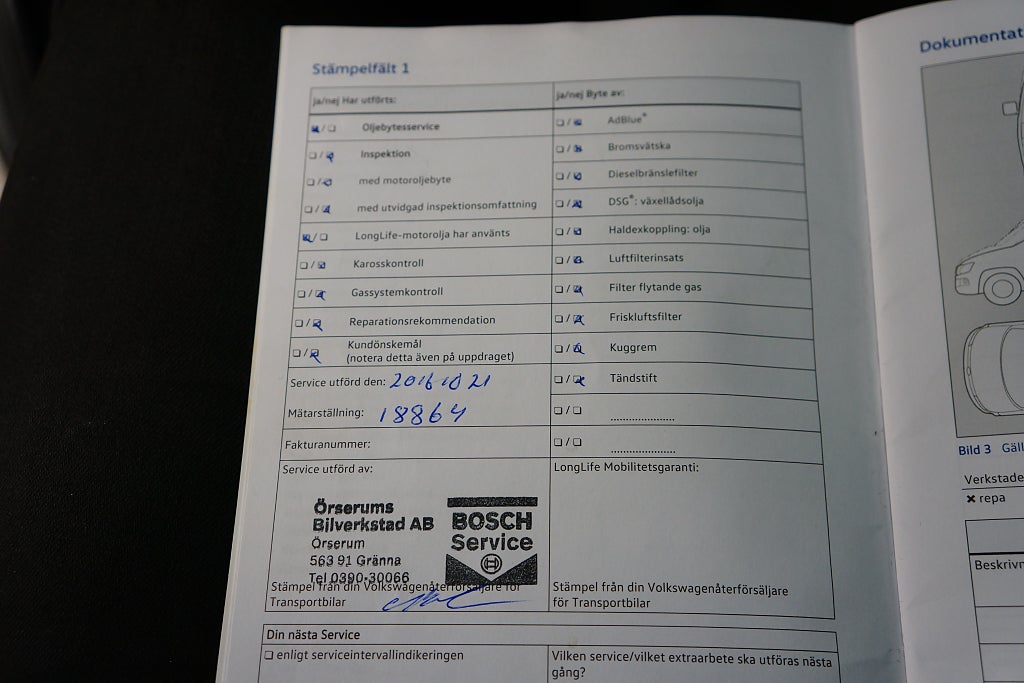 Stämpelfält 1
ja/nej Har utförts:
Oljebytesservice
Inspektion
med motoroljebyte
med utvidgad inspektionsomfattning
LongLife-motorolja har använts
Karosskontroll
Gassystemkontroll
Reparationsrekommendation
Kundönskemål
(notera detta även på uppdraget)
Service utförd den: 2016 10 21
Mätarställning: 18864
Fakturanummer:
Service utförd av:
Örserums
Bilverkstad AB
Örserum
563 91 Gränna
Tel 0390-30066
BOSCH
Service
Stämpel från din Volkswagenåterförsäljare för
Transportbilar
ja/nej Byte av:
AdBlue®
Bromsvätska
Dieselbränslefilter
DSG®: växellådsolja
Haldexkoppling: olja
Luftfilterinsats
Filter flytande gas
Friskluftsfilter
Kuggrem
Tändstift
LongLife Mobilitetsgaranti:
Stämpel från din Volkswagenåterförsäljare
för Transportbilar
Din nästa Service
enligt serviceintervallindikeringen
Vilken service/vilket extraarbete ska utföras nästa
gång?
Dokumentat
Bild 3 Gäll
Verkstade
repa
Beskrivn